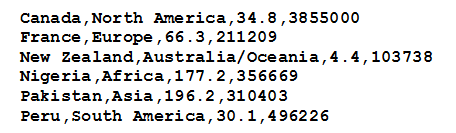 Canada,North America,34.8,3855000
France,Europe,66.3,211209
New Zealand,Australia/Oceania,4.4,103738
Nigeria,Africa,177.2,356669
Pakistan,Asia,196.2,310403
Peru,South America,30.1,496226